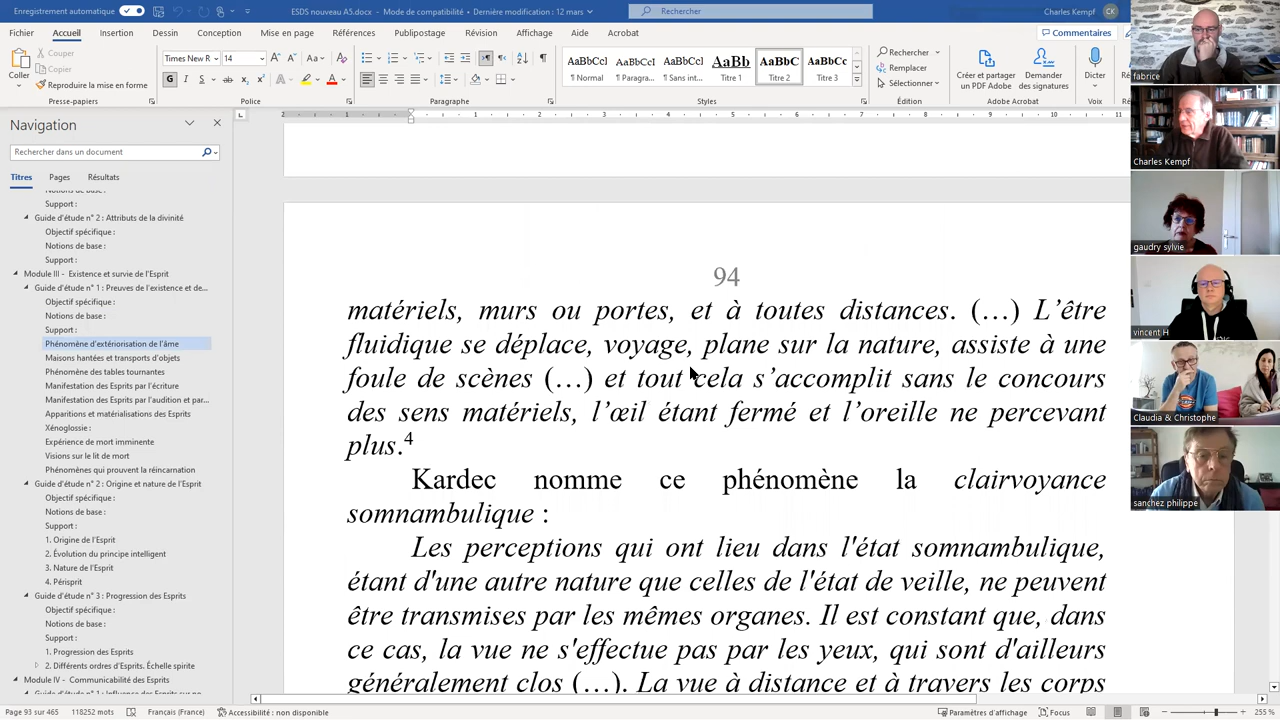 Enregistrement automatique
ESDS nouveau A5.docx - Mode de compatibilité • Dernière modification : 12 mars
Rechercher
Charles Kempf
CK
Fichier
Accueil
Insertion
Dessin
Conception
Mise en page
Références
Publipostage
Révision
Affichage
Aide
Acrobat
Commentaires
Coller
Couper
Copier
Reproduire la mise en forme
Presse-papiers
Times New R
14
G I S
Police
Paragraphe
AaBbCcl
¶ Normal
AaBbCcI
¶ Paragra...
AaBbCcl
¶ Sans int...
AaBb
Titre 1
AaBbC
Titre 2
AaBbCc
Titre 3
Styles
Rechercher
Remplacer
Sélectionner
Édition
Créer et partager
un PDF Adobe
Demander
des signatures
Adobe Acrobat
Dicter
Voix
Navigation
Rechercher dans un document
Titres
Pages
Résultats
Notions de base :
Support :
Guide d'étude n° 2 : Attributs de la divinité
Objectif spécifique :
Notions de base :
Support :
Module III - Existence et survie de l'Esprit
Guide d'étude n° 1 : Preuves de l'existence et de...
Objectif spécifique :
Notions de base :
Support :
Phénomène d'extériorisation de l'âme
Maisons hantées et transports d'objets
Phénomène des tables tournantes
Manifestation des Esprits par l'écriture
Manifestation des Esprits par l'audition et par...
Apparitions et matérialisations des Esprits
Xénoglossie :
Expérience de mort imminente
Visions sur le lit de mort
Phénomènes qui prouvent la réincarnation
Guide d'étude n° 2 : Origine et nature de l'Esprit
Objectif spécifique :
Notions de base :
Support :
1. Origine de l'Esprit
2. Évolution du principe intelligent
3. Nature de l'Esprit
4. Périsprit
Guide d'étude n° 3 : Progression des Esprits
Objectif spécifique :
Notions de base :
Support :
1. Progression des Esprits
2. Différents ordres d'Esprits. Échelle spirite
Module IV - Communicabilité des Esprits
94
matériels, murs ou portes, et à toutes distances. (…) L’être
fluidique se déplace, voyage, plane sur la nature, assiste à une
foule de scènes (…) et tout cela s’accomplit sans le concours
des sens matériels, l’œil étant fermé et l’oreille ne percevant
plus.4
Kardec nomme ce phénomène la clairvoyance
somnambulique :
Les perceptions qui ont lieu dans l'état somnambulique,
étant d'une autre nature que celles de l'état de veille, ne peuvent
être transmises par les mêmes organes. Il est constant que, dans
ce cas, la vue ne s'effectue pas par les yeux, qui sont d'ailleurs
généralement clos (…). La vue à distance et à travers les corps
fabrice
Charles Kempf
gaudry sylvie
vincent H
Claudia & Christophe
sanchez philippe
Page 93 sur 465
118252 mots
Français (France)
Accessibilité : non disponible
Paramètres d'affichage
Focus
255 %